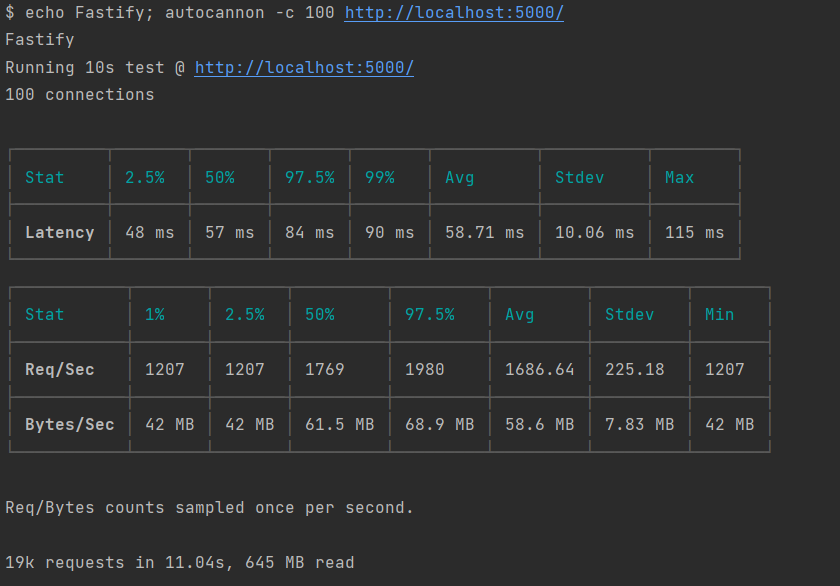 $ echo Fastify; autocannon -c 100 http://localhost:5000/
Fastify
Running 10s test @ http://localhost:5000/
100 connections
Stat 2.5% 50% 97.5% 99% Avg Stdev Max
Latency 48 ms 57 ms 84 ms 90 ms 58.71 ms 10.06 ms 115 ms
Stat 1% 2.5% 50% 97.5% Avg Stdev Min
Req/Sec 1207 1207 1769 1980 1686.64 225.18 1207
Bytes/Sec 42 MB 42 MB 61.5 MB 68.9 MB 58.6 MB 7.83 MB 42 MB
Req/Bytes counts sampled once per second.
19k requests in 11.04s, 645 MB read